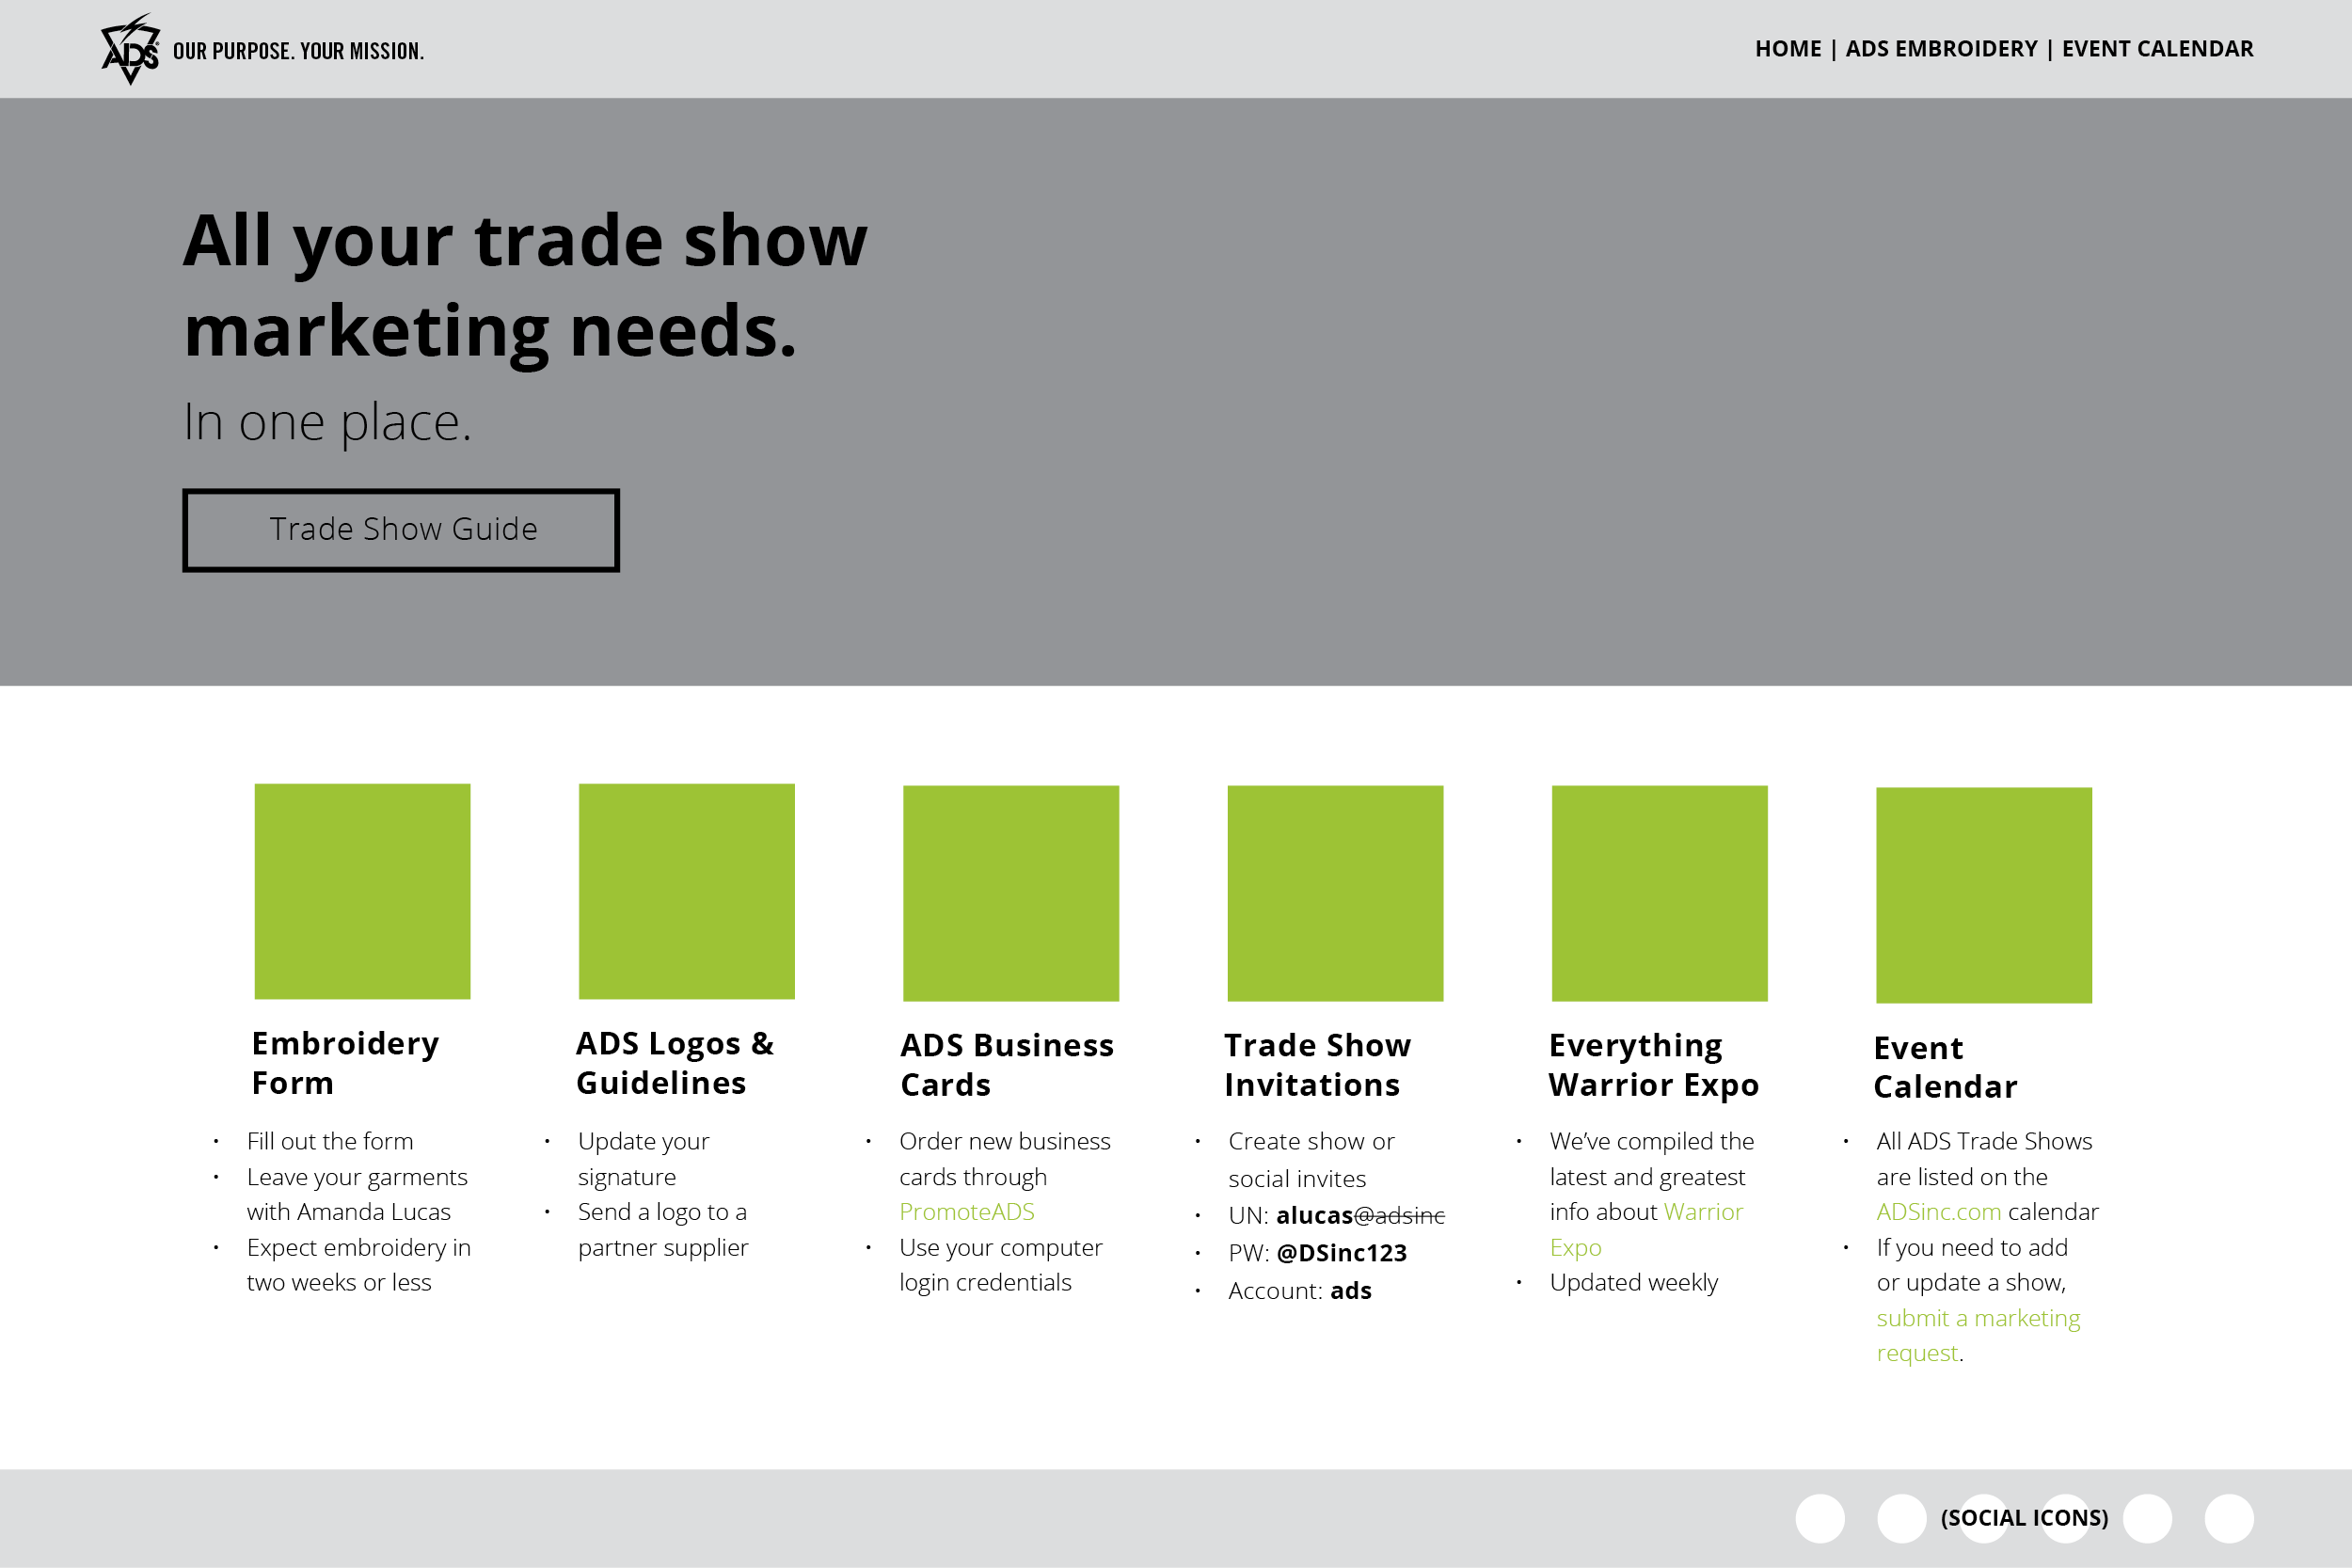 ADS® OUR PURPOSE. YOUR MISSION.
HOME | ADS EMBROIDERY | EVENT CALENDAR
All your trade show
marketing needs.
In one place.
Trade Show Guide
Embroidery
Form
• Fill out the form
• Leave your garments
with Amanda Lucas
• Expect embroidery in
two weeks or less
ADS Logos &
Guidelines
• Update your
signature
• Send a logo to a
partner supplier
ADS Business
Cards
• Order new business
cards through
PromoteADS
• Use your computer
login credentials
Trade Show
Invitations
• Create show or
social invites
• UN: alucas@adsinc
• PW: @DSinc123
• Account: ads
Everything
Warrior Expo
• We’ve compiled the
latest and greatest
info about Warrior
Expo
• Updated weekly
Event
Calendar
• All ADS Trade Shows
are listed on the
ADSinc.com calendar
• If you need to add
or update a show,
submit a marketing
request.
(SOCIAL ICONS)